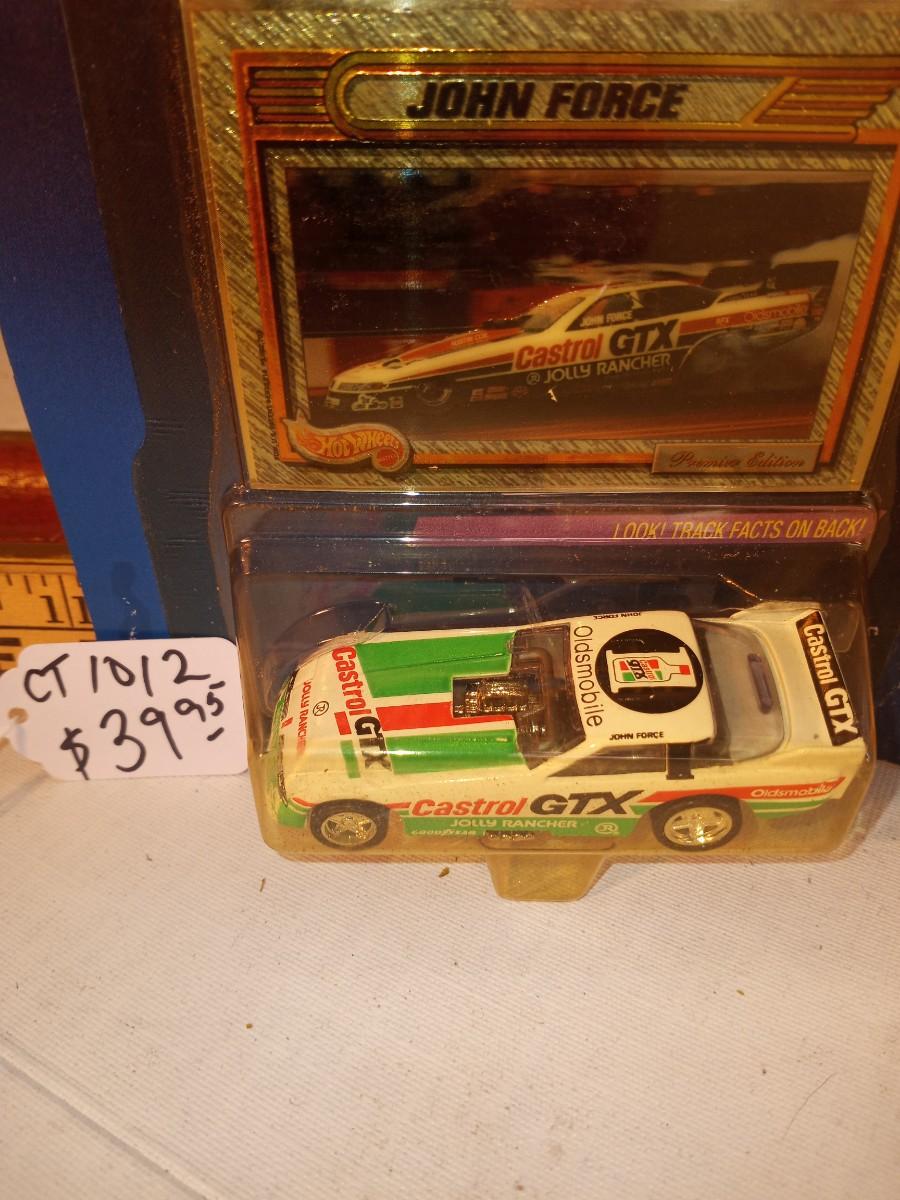 JOHN FORCE
JOHN FORCE
Oldsmobile
Castrol GTX
® JOLLY RANCHER
HOT WHEELS
Premier Edition
LOOK! TRACK FACTS ON BACK!
11
CT 1012
$39.95
JOHN FORCE
Oldsmobile
Castrol GTX
GTX
JOHN FORCE
Castrol GTX
JOLLY RANCHER
Castrol GTX
Oldsmobile
JOLLY RANCHER
GOODYEAR